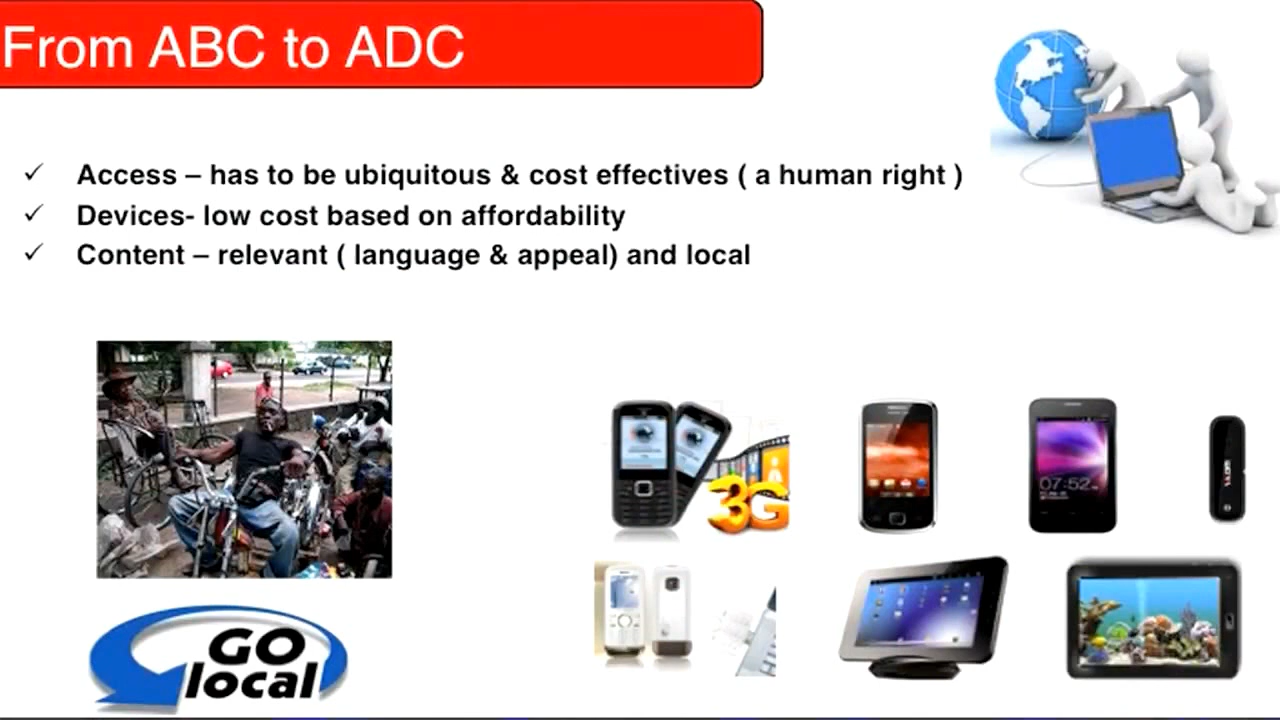 From ABC to ADC
✓ Access – has to be ubiquitous & cost effectives ( a human right )
✓ Devices- low cost based on affordability
✓ Content – relevant ( language & appeal) and local
3G
07:52
GO
local